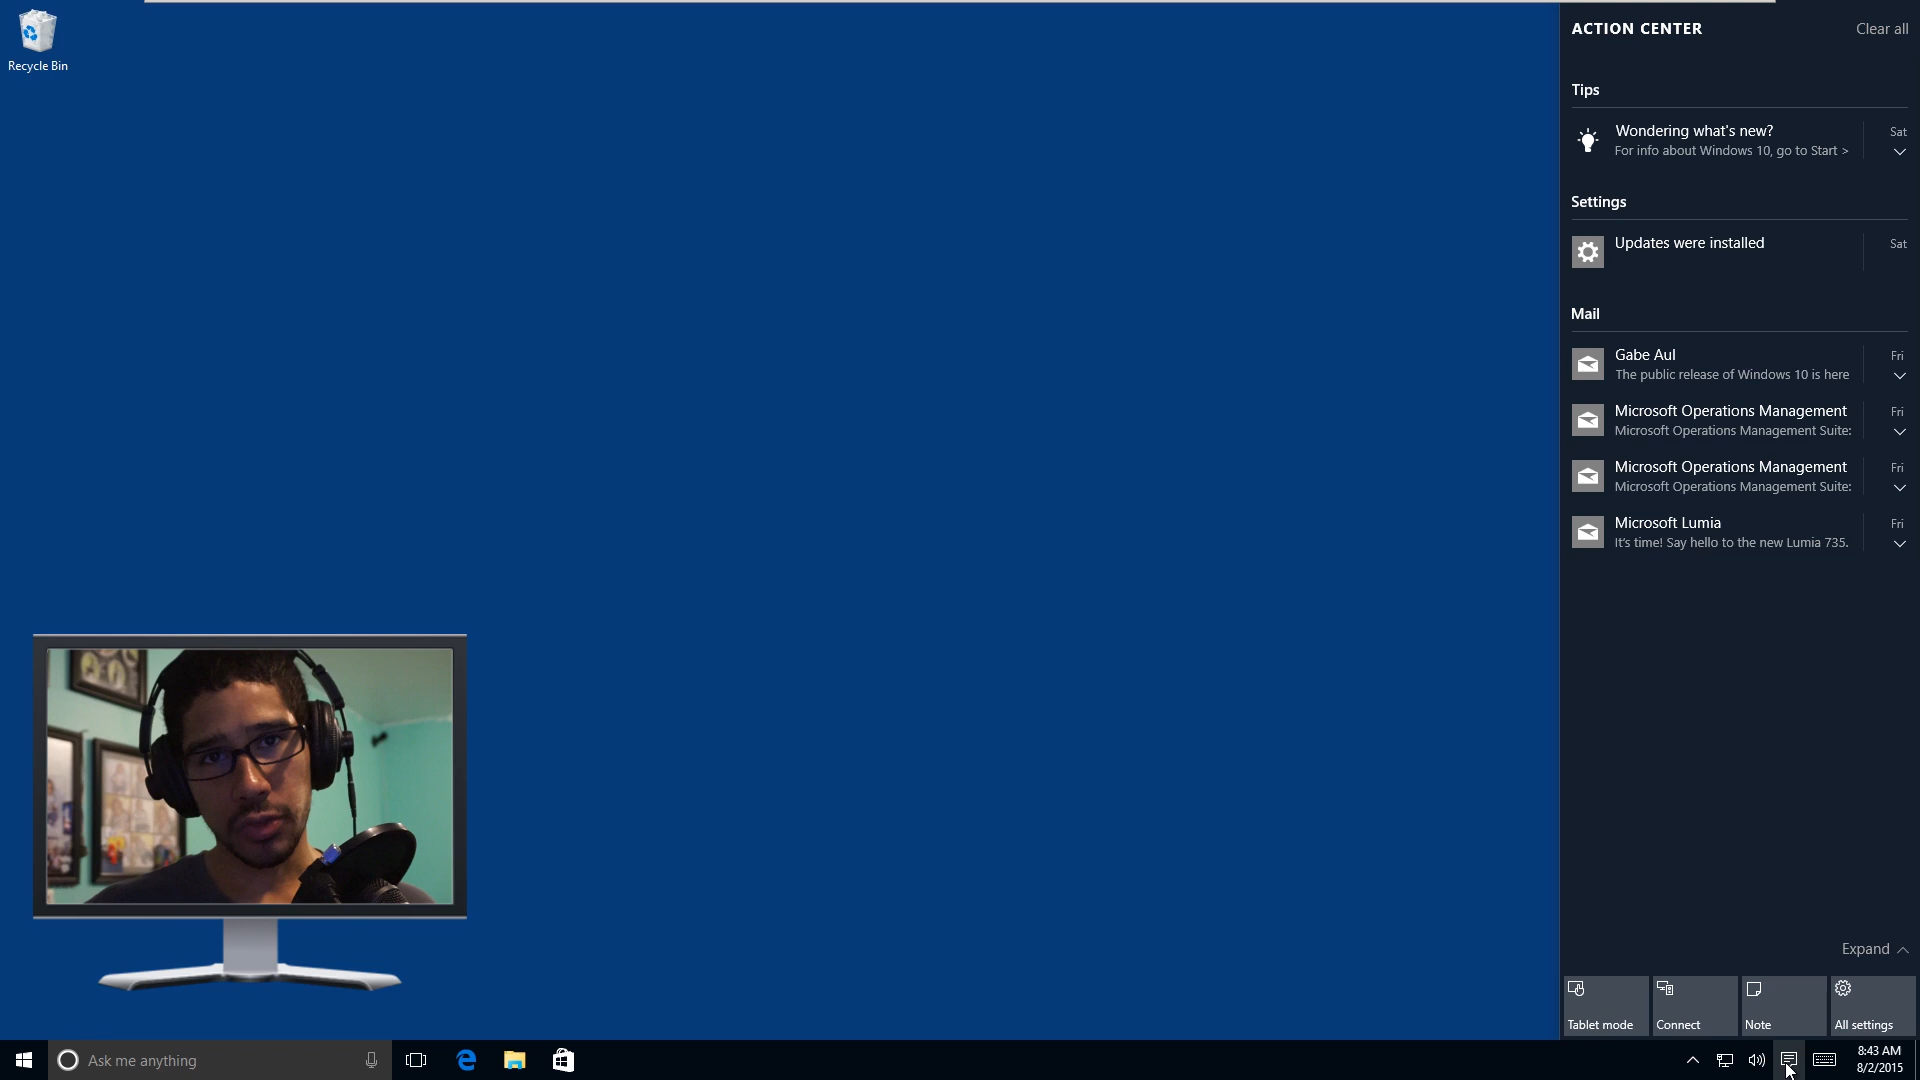 Recycle Bin
ACTION CENTER
Clear all
Tips
Wondering what's new?
Sat
For info about Windows 10, go to Start >
Settings
Updates were installed
Sat
Mail
Gabe Aul
Fri
The public release of Windows 10 is here
Microsoft Operations Management
Fri
Microsoft Operations Management Suite:
Microsoft Operations Management
Fri
Microsoft Operations Management Suite:
Microsoft Lumia
Fri
It's time! Say hello to the new Lumia 735.
Expand
Tablet mode
Connect
Note
All settings
Ask me anything
8:43 AM
8/2/2015